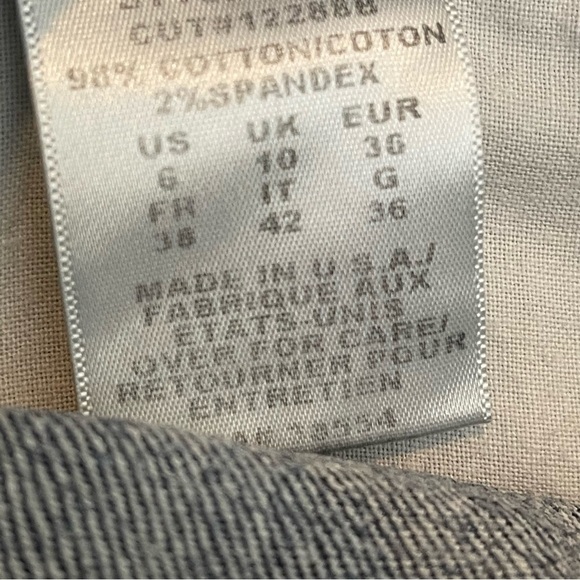 CUT#122888
98% COTTON/COTON
2%SPANDEX
US UK EUR
6 10 36
FR IT G
38 42 36
MADE IN U.S.A./
FABRIQUE AUX
ETATS-UNIS
OVER FOR CARE/
RETOURNER POUR
ENTRETIEN